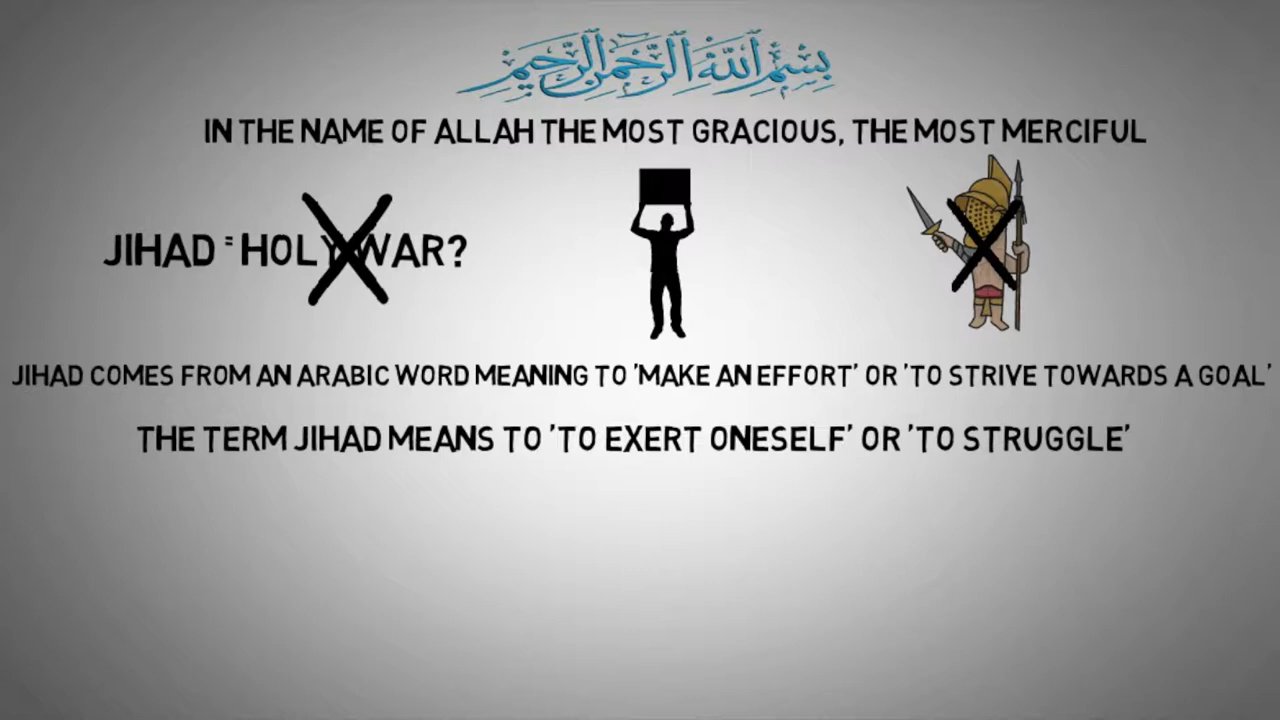 بِسْمِ اللَّهِ الرَّحْمَٰنِ الرَّحِيمِ
IN THE NAME OF ALLAH THE MOST GRACIOUS, THE MOST MERCIFUL
JIHAD = HOLY WAR?
JIHAD COMES FROM AN ARABIC WORD MEANING TO 'MAKE AN EFFORT' OR 'TO STRIVE TOWARDS A GOAL'
THE TERM JIHAD MEANS TO 'TO EXERT ONESELF' OR 'TO STRUGGLE'